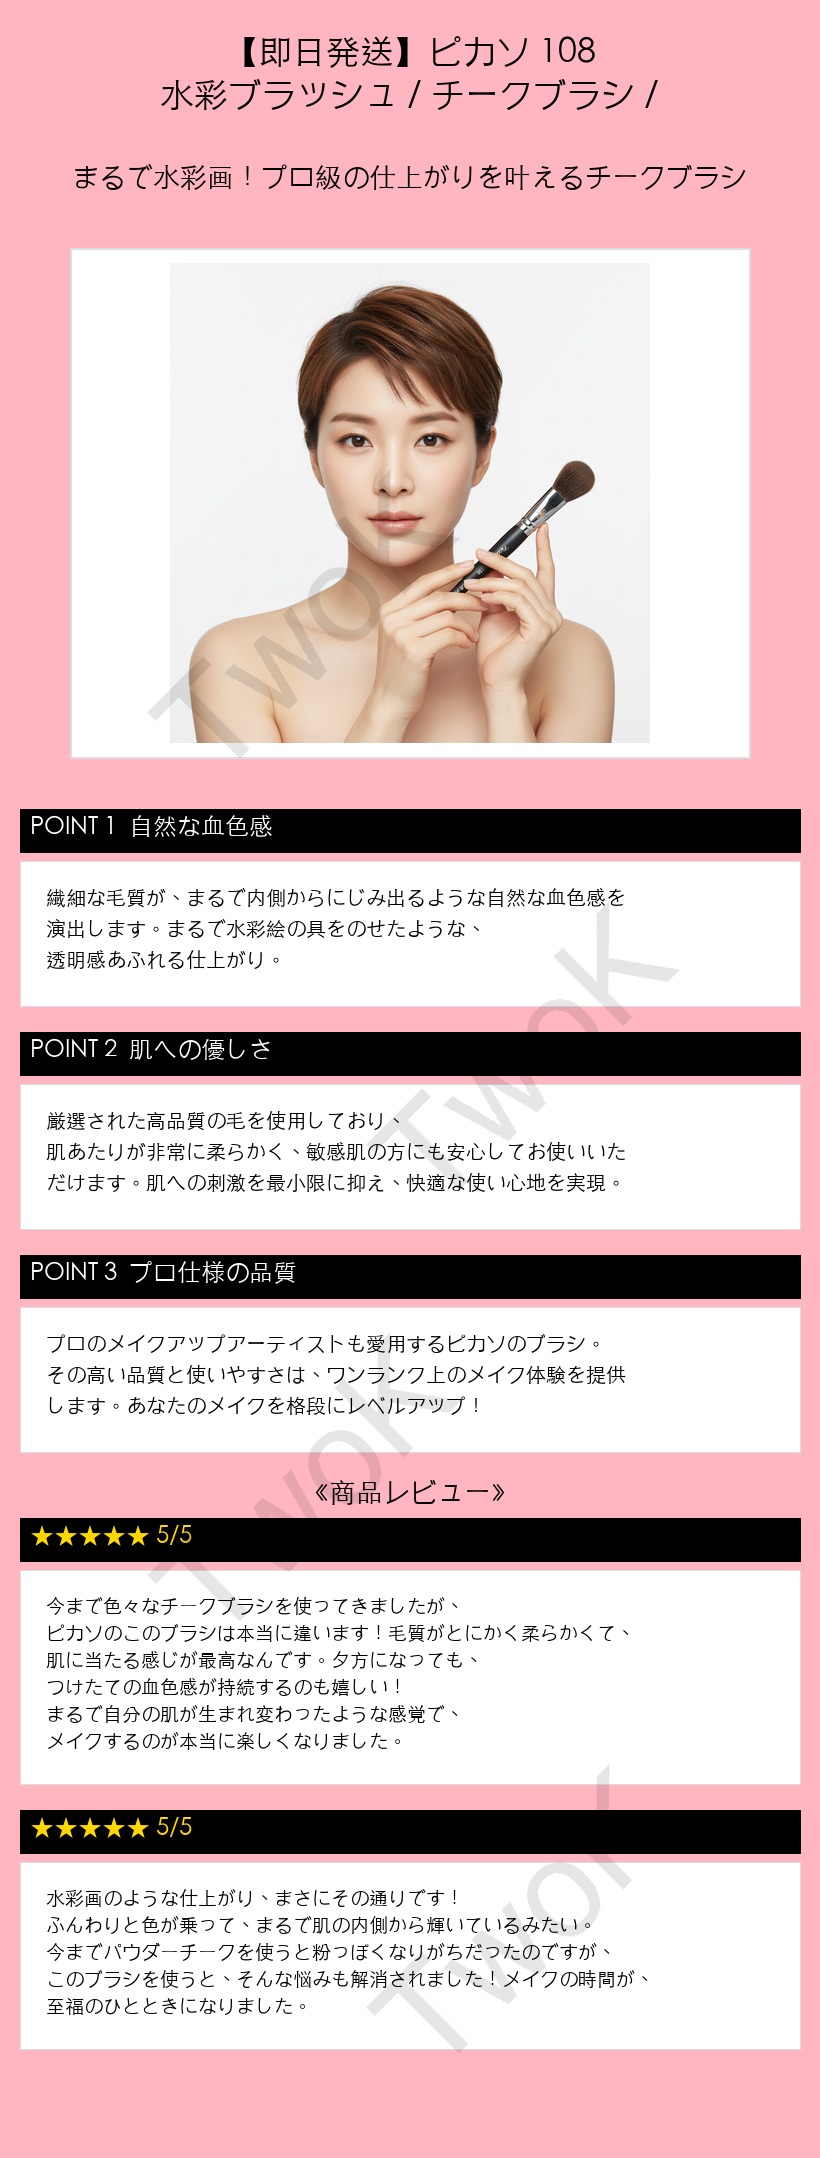 【即日発送】ピカソ 108
水彩ブラッシュ / チークブラシ /
まるで水彩画！プロ級の仕上がりを叶えるチークブラシ
POINT 1 自然な血色感
繊細な毛質が、まるで内側からにじみ出るような自然な血色感を
演出します。まるで水彩絵の具をのせたような、
透明感あふれる仕上がり。
POINT 2 肌への優しさ
厳選された高品質の毛を使用しており、
肌あたりが非常に柔らかく、敏感肌の方にも安心してお使いいた
だけます。肌への刺激を最小限に抑え、快適な使い心地を実現。
POINT 3 プロ仕様の品質
プロのメイクアップアーティストも愛用するピカソのブラシ。
その高い品質と使いやすさは、ワンランク上のメイク体験を提供
します。あなたのメイクを格段にレベルアップ！
《商品レビュー》
★★★★★ 5/5
今まで色々なチークブラシを使ってきましたが、
ピカソのこのブラシは本当に違います！毛質がとにかく柔らかくて、
肌に当たる感じが最高なんです。夕方になっても、
つけたての血色感が持続するのも嬉しい！
まるで自分の肌が生まれ変わったような感覚で、
メイクするのが本当に楽しくなりました。
★★★★★ 5/5
水彩画のような仕上がり、まさにその通りです！
ふんわりと色が乗って、まるで肌の内側から輝いているみたい。
今までパウダーチークを使うと粉っぽくなりがちだったのですが、
このブラシを使うと、そんな悩みも解消されました！メイクの時間が、
至福のひとときになりました。
TwoK
TwoK
TwoK
TwoK